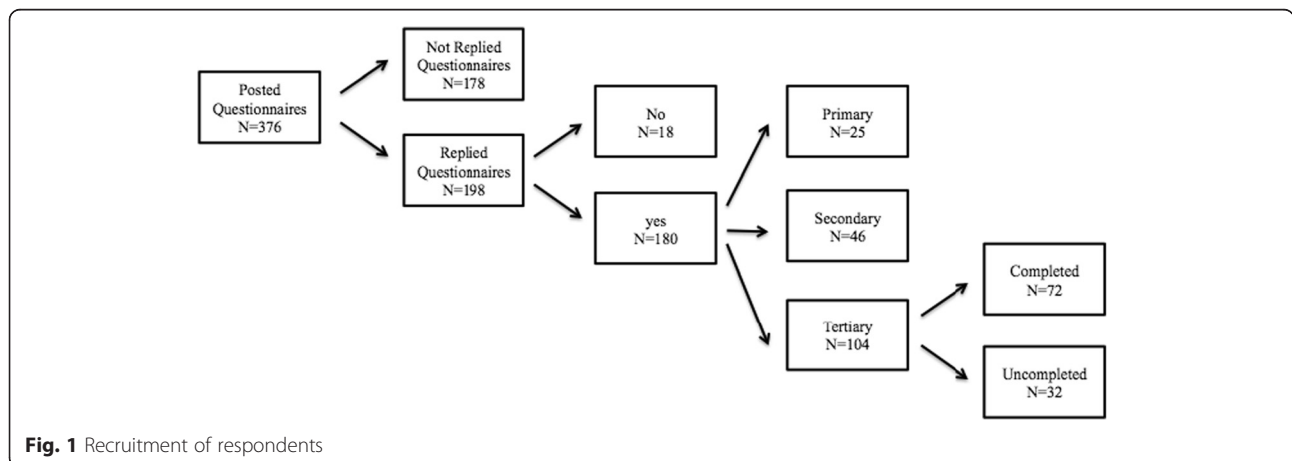 Posted
Questionnaires
N=376
Not Replied
Questionnaires
N=178
Replied
Questionnaires
N=198
No
N=18
yes
N=180
Primary
N=25
Secondary
N=46
Tertiary
N=104
Completed
N=72
Uncompleted
N=32
Fig. 1 Recruitment of respondents